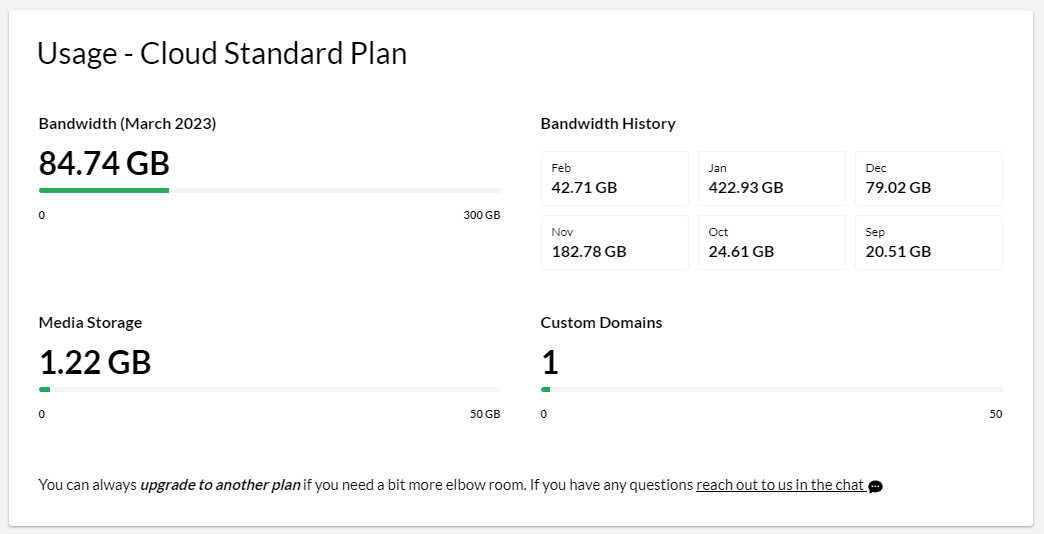 Usage - Cloud Standard Plan
Bandwidth (March 2023)
84.74 GB
0
300 GB
Bandwidth History
Feb
42.71 GB
Jan
422.93 GB
Dec
79.02 GB
Nov
182.78 GB
Oct
24.61 GB
Sep
20.51 GB
Media Storage
1.22 GB
0
50 GB
Custom Domains
1
0
50
You can always upgrade to another plan if you need a bit more elbow room. If you have any questions reach out to us in the chat